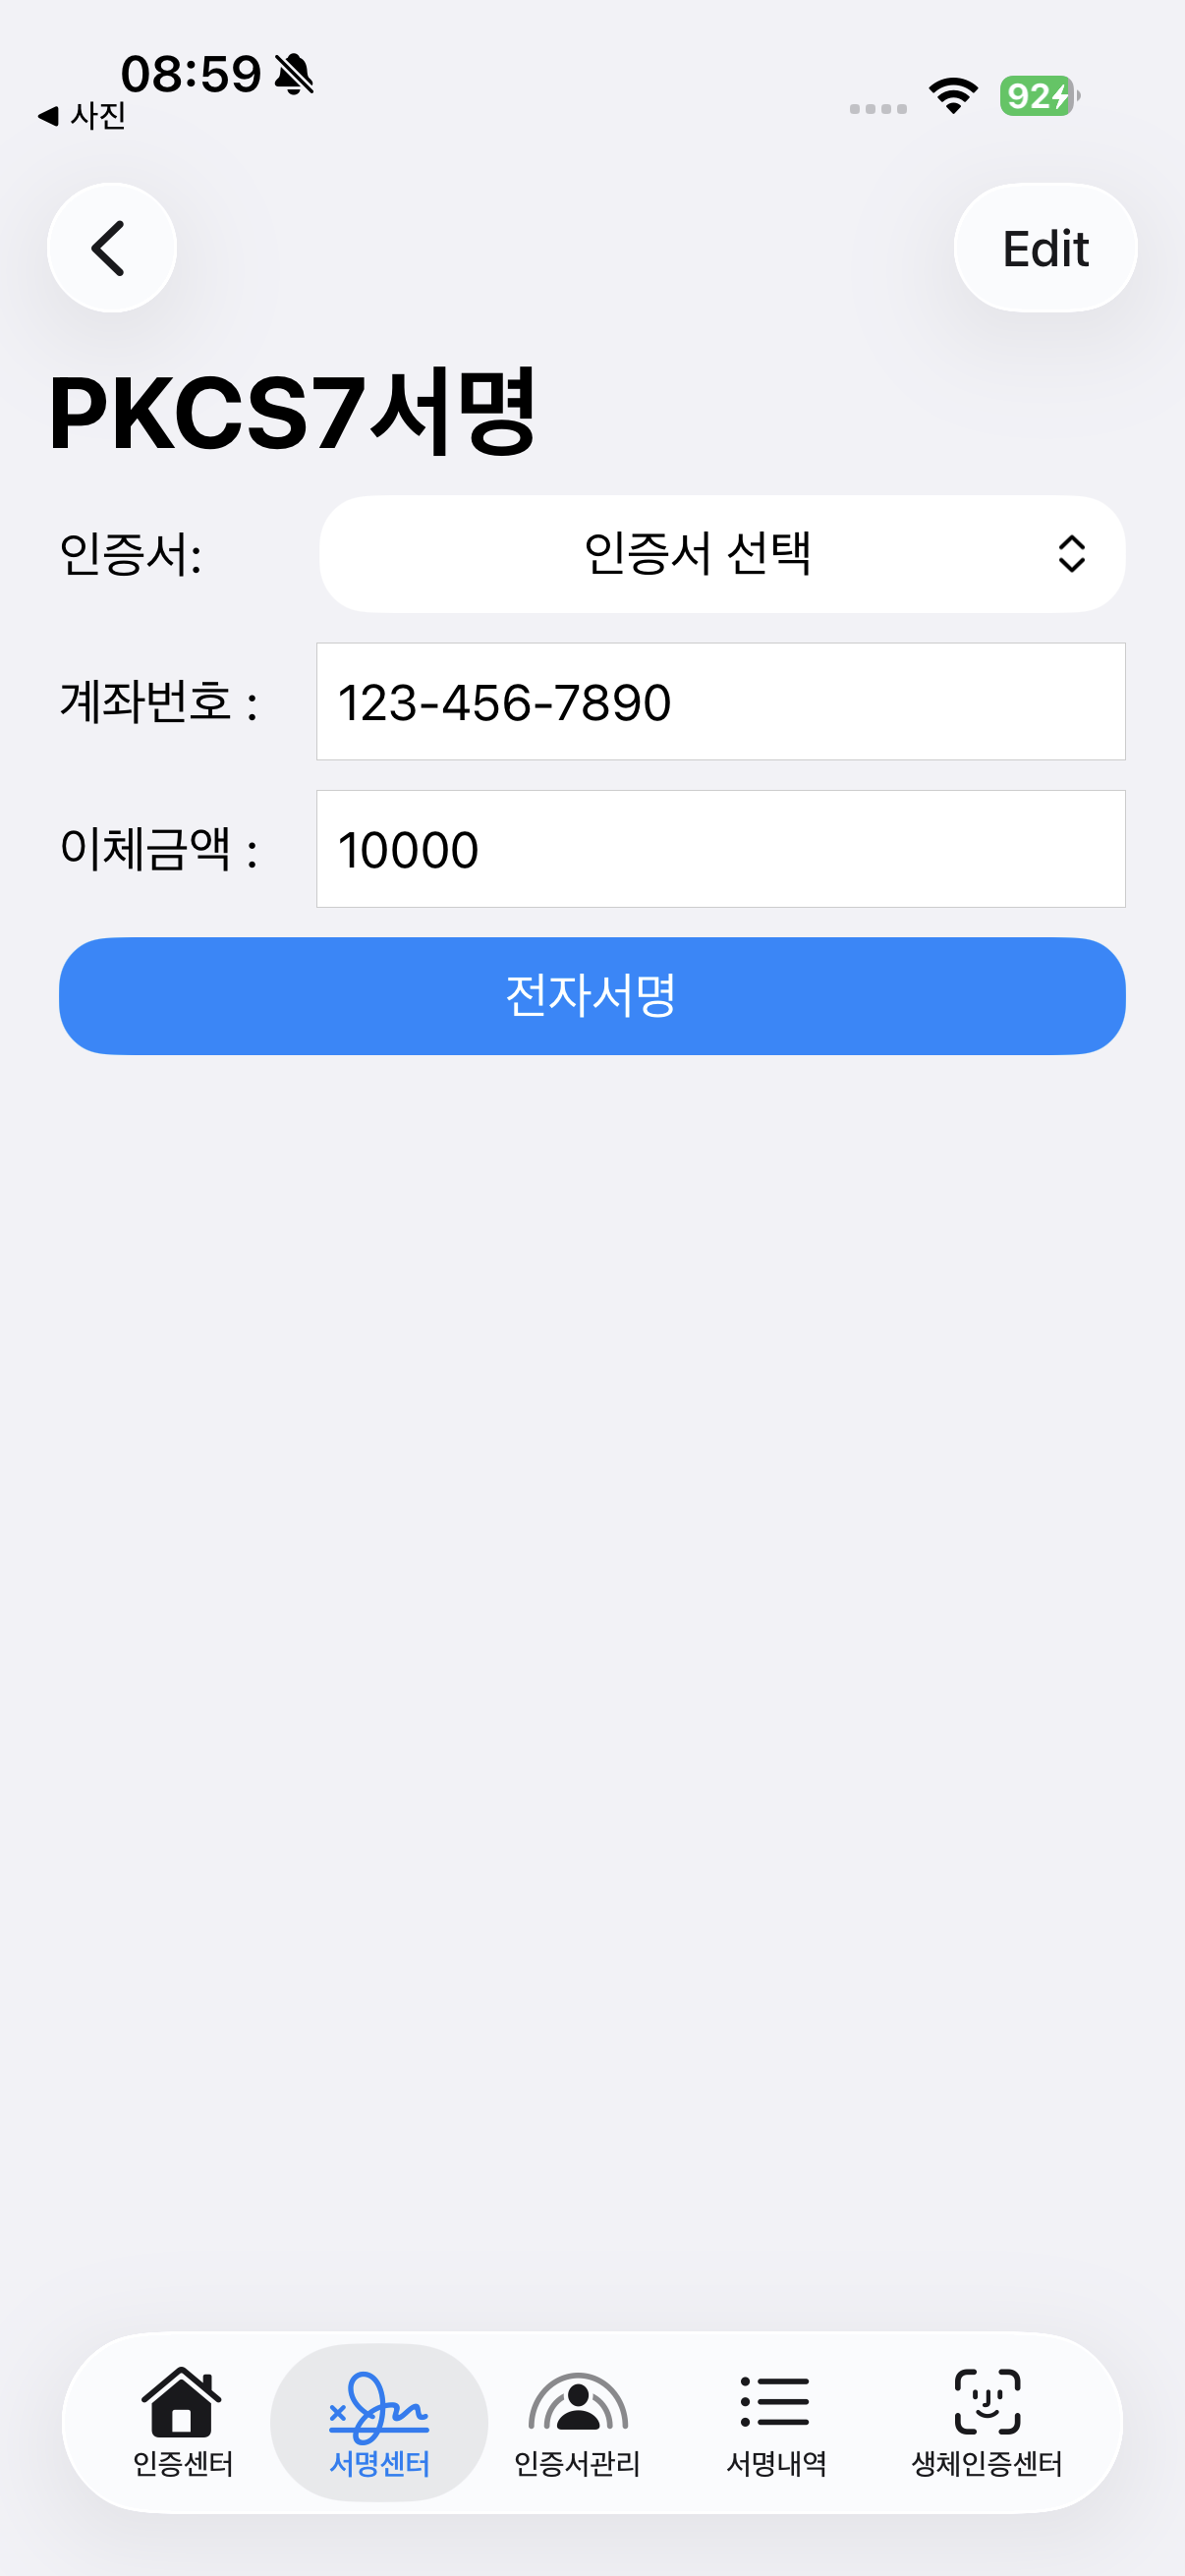 08:59
사진
92
Edit
PKCS7서명
인증서:
인증서 선택
계좌번호 :
123-456-7890
이체금액 :
10000
전자서명
인증센터
서명센터
인증서관리
서명내역
생체인증센터